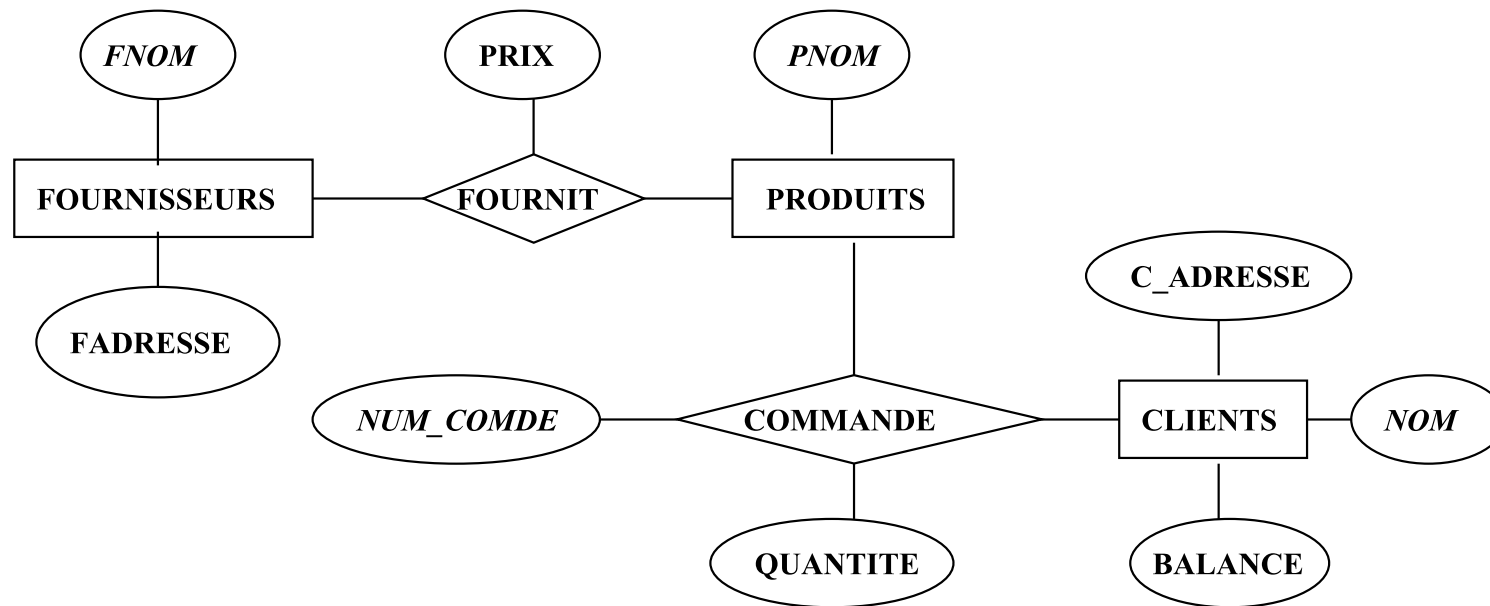 FNOM
PRIX
PNOM
FOURNISSEURS
FOURNIT
PRODUITS
C_ADRESSE
FADRESSE
NUM_COMDE
COMMANDE
CLIENTS
NOM
QUANTITE
BALANCE